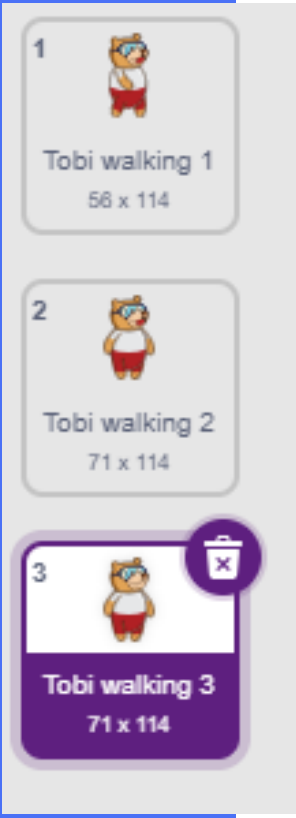 1
Tobi walking 1
56 x 114
2
Tobi walking 2
71 x 114
3
Tobi walking 3
71 x 114